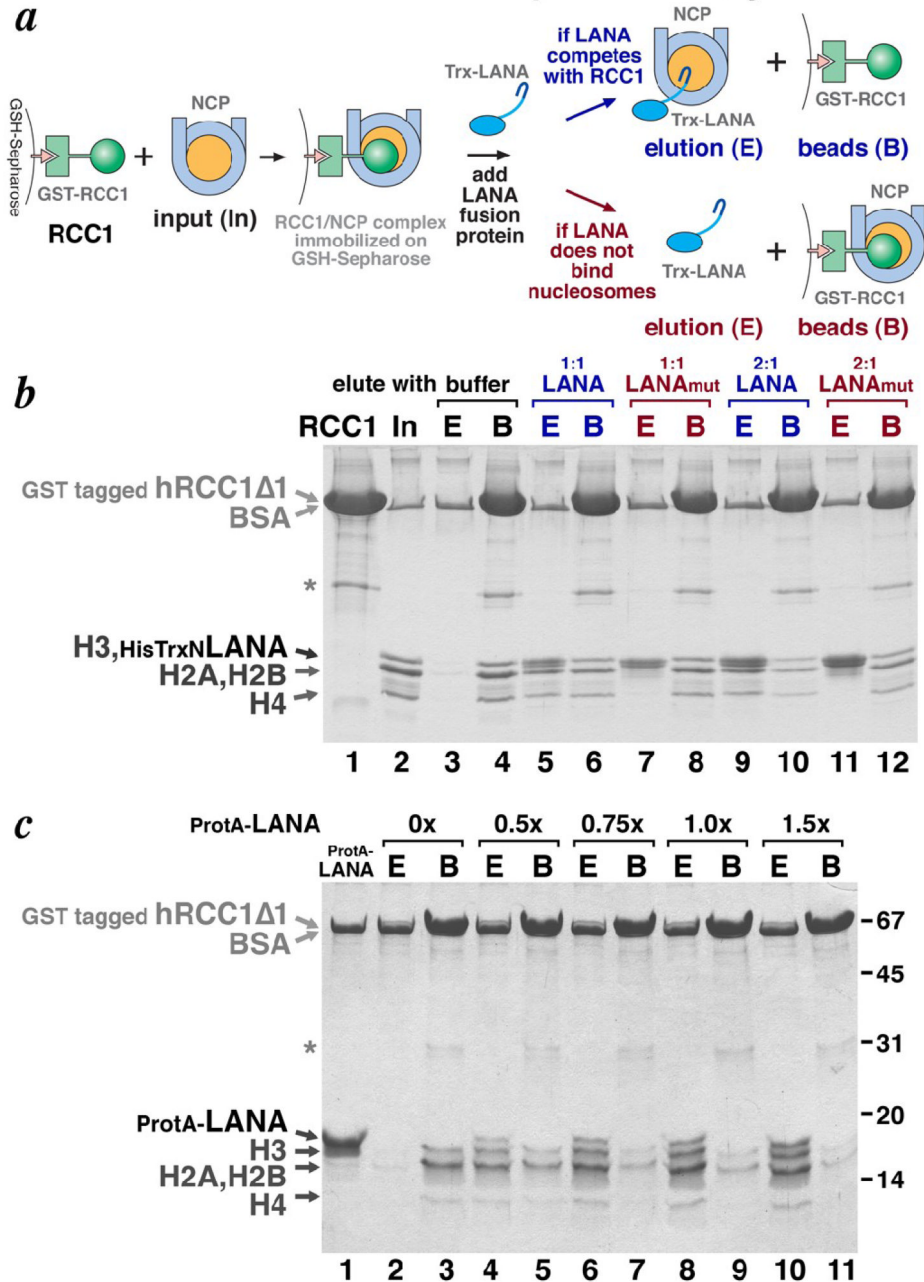 a
GSH-Sepharose
GST-RCC1
RCC1
+
NCP
input (In)
RCC1/NCP complex
immobilized on
GSH-Sepharose
Trx-LANA
add
LANA
fusion
protein
if LANA
competes
with RCC1
NCP
Trx-LANA
elution (E)
+
GST-RCC1
beads (B)
if LANA
does not
bind
nucleosomes
Trx-LANA
elution (E)
+
NCP
GST-RCC1
beads (B)
b
elute with buffer 1:1 LANA 1:1 LANAmut 2:1 LANA 2:1 LANAmut
RCC1 In E B E B E B E B E B
GST tagged hRCC1Δ1
BSA
*
H3,HisTrxNLANA
H2A,H2B
H4
1 2 3 4 5 6 7 8 9 10 11 12
c
ProtA-LANA 0x 0.5x 0.75x 1.0x 1.5x
ProtA-
LANA E B E B E B E B E B
GST tagged hRCC1Δ1
BSA
67
45
*
31
20
ProtA-LANA
H3
H2A,H2B
14
H4
1 2 3 4 5 6 7 8 9 10 11